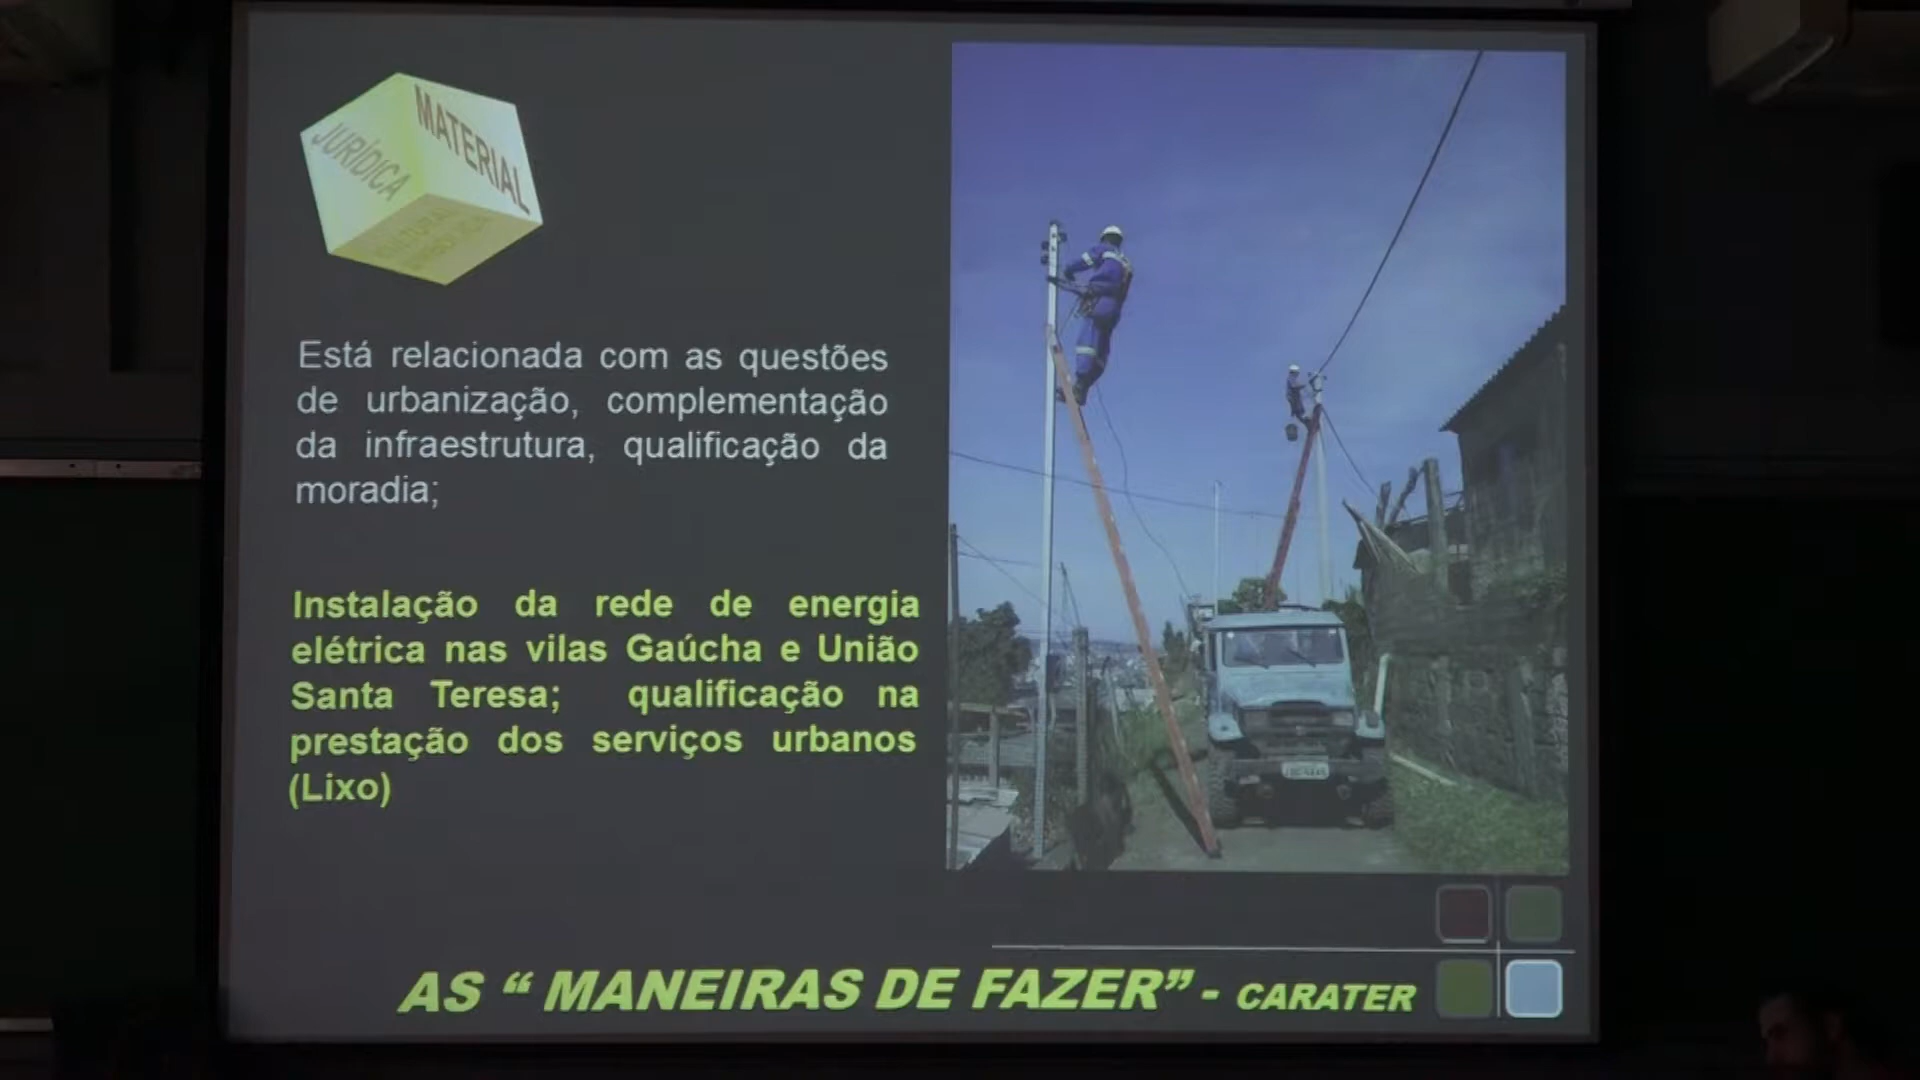 MATERIAL
JURÍDICA
Está relacionada com as questões
de urbanização, complementação
da infraestrutura, qualificação da
moradia;
Instalação da rede de energia
elétrica nas vilas Gaúcha e União
Santa Teresa; qualificação na
prestação dos serviços urbanos
(Lixo)
AS “ MANEIRAS DE FAZER” - CARATER